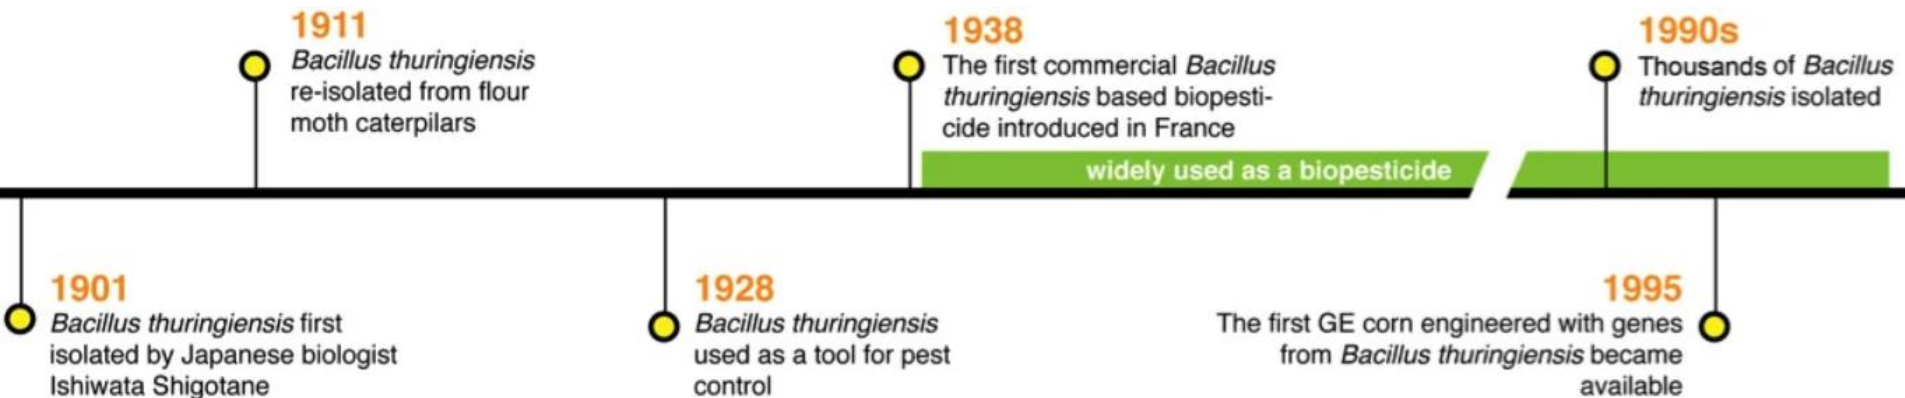 1911
Bacillus thuringiensis
re-isolated from flour
moth caterpilars
1938
The first commercial Bacillus
thuringiensis based biopesti-
cide introduced in France
1990s
Thousands of Bacillus
thuringiensis isolated
widely used as a biopesticide
1901
Bacillus thuringiensis first
isolated by Japanese biologist
Ishiwata Shigotane
1928
Bacillus thuringiensis
used as a tool for pest
control
1995
The first GE corn engineered with genes
from Bacillus thuringiensis became
available